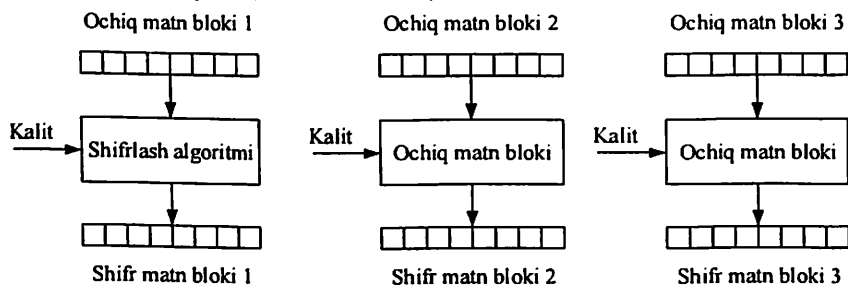 Ochiq matn bloki 1 Ochiq matn bloki 2 Ochiq matn bloki 3
Kalit Shifrlash algoritmi Kalit Ochiq matn bloki Kalit Ochiq matn bloki
Shifr matn bloki 1 Shifr matn bloki 2 Shifr matn bloki 3